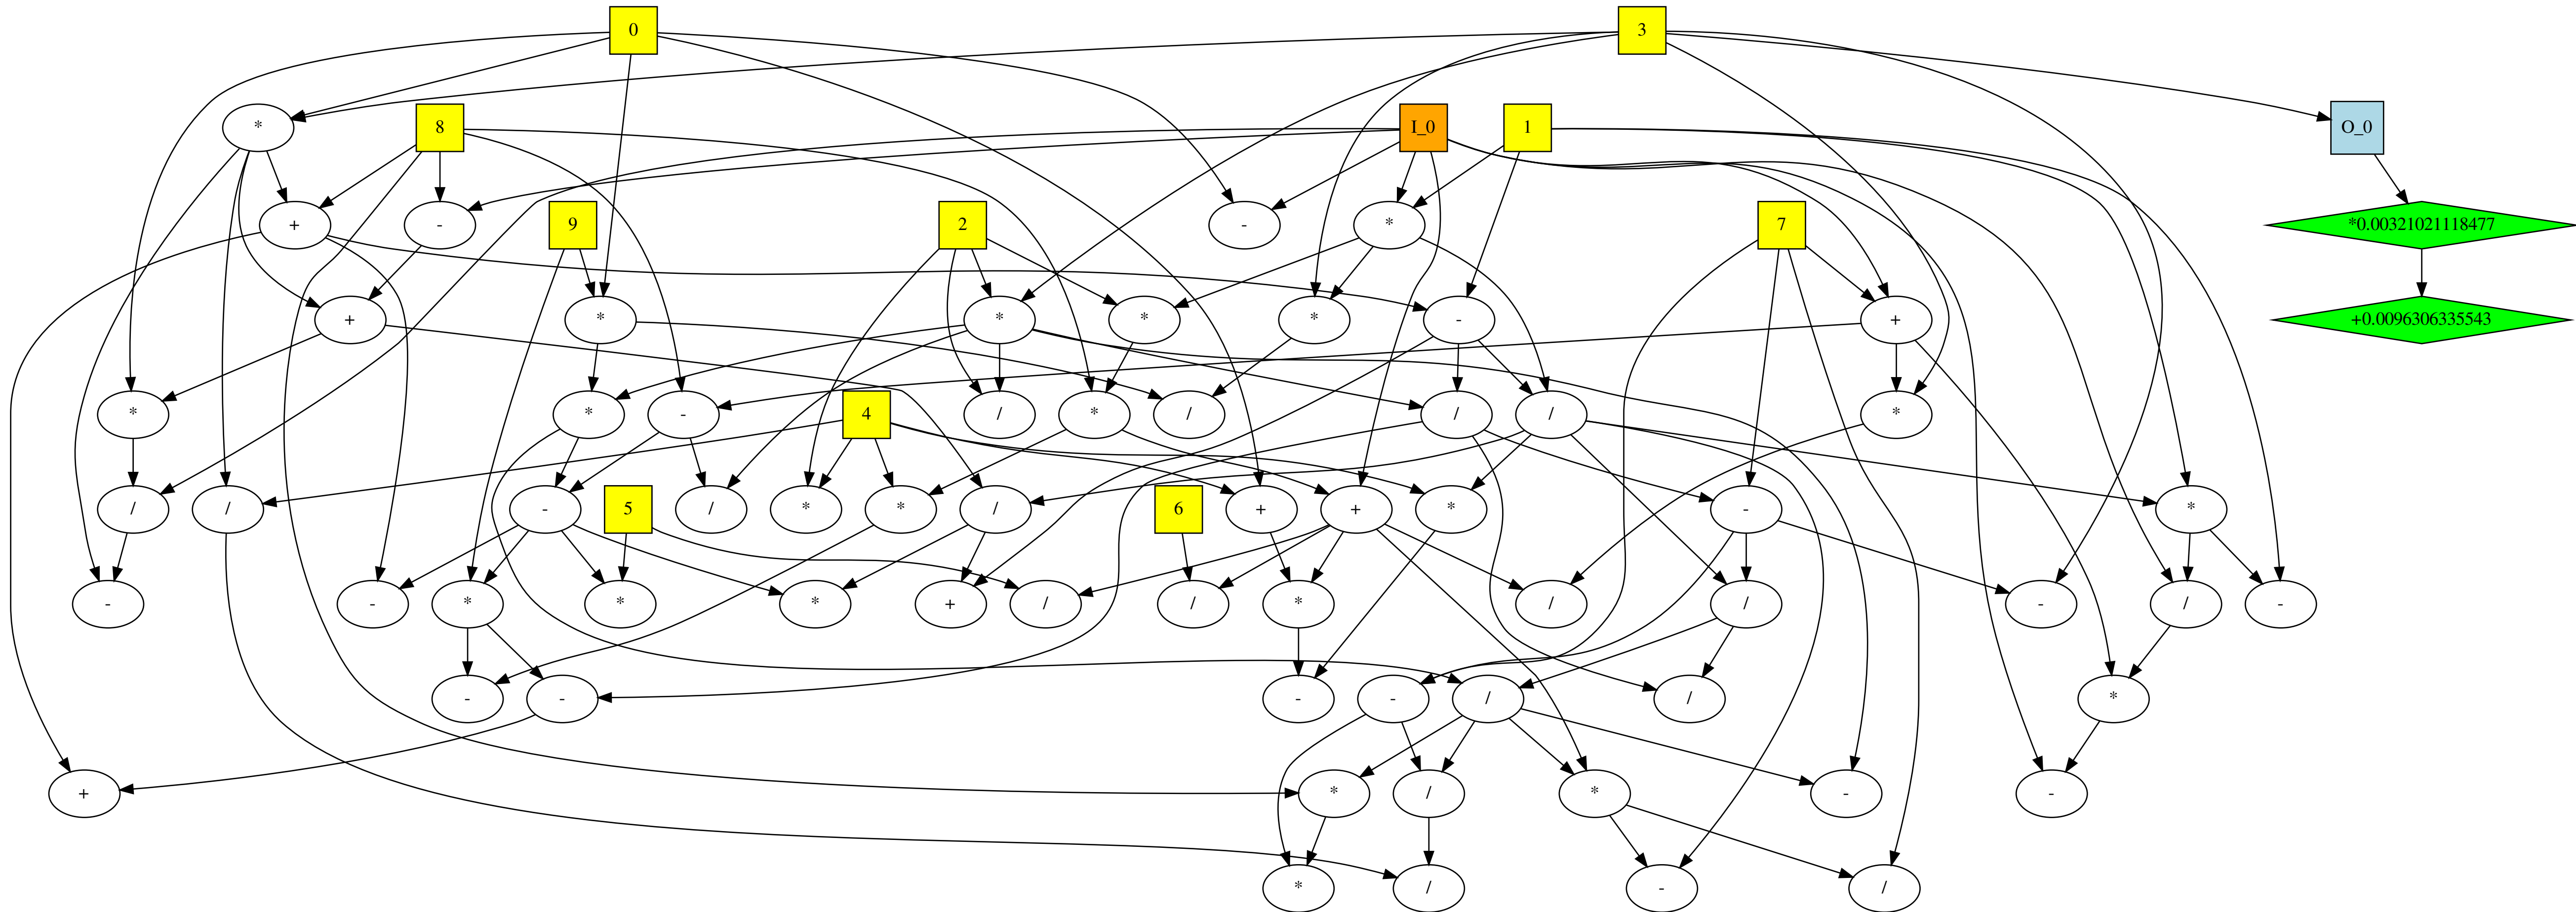 0 3
* 8 I_0 1 O_0
+ - 9 2 - * 7 *0.00321021118477
+ * * * * - + +0.0096306335543
* * - 4 / * / / / *
/ / - 5 / * * / 6 + + * - *
- - * * * + / / * / / - / -
- - - - / / *
+ * / * - -
* / - /